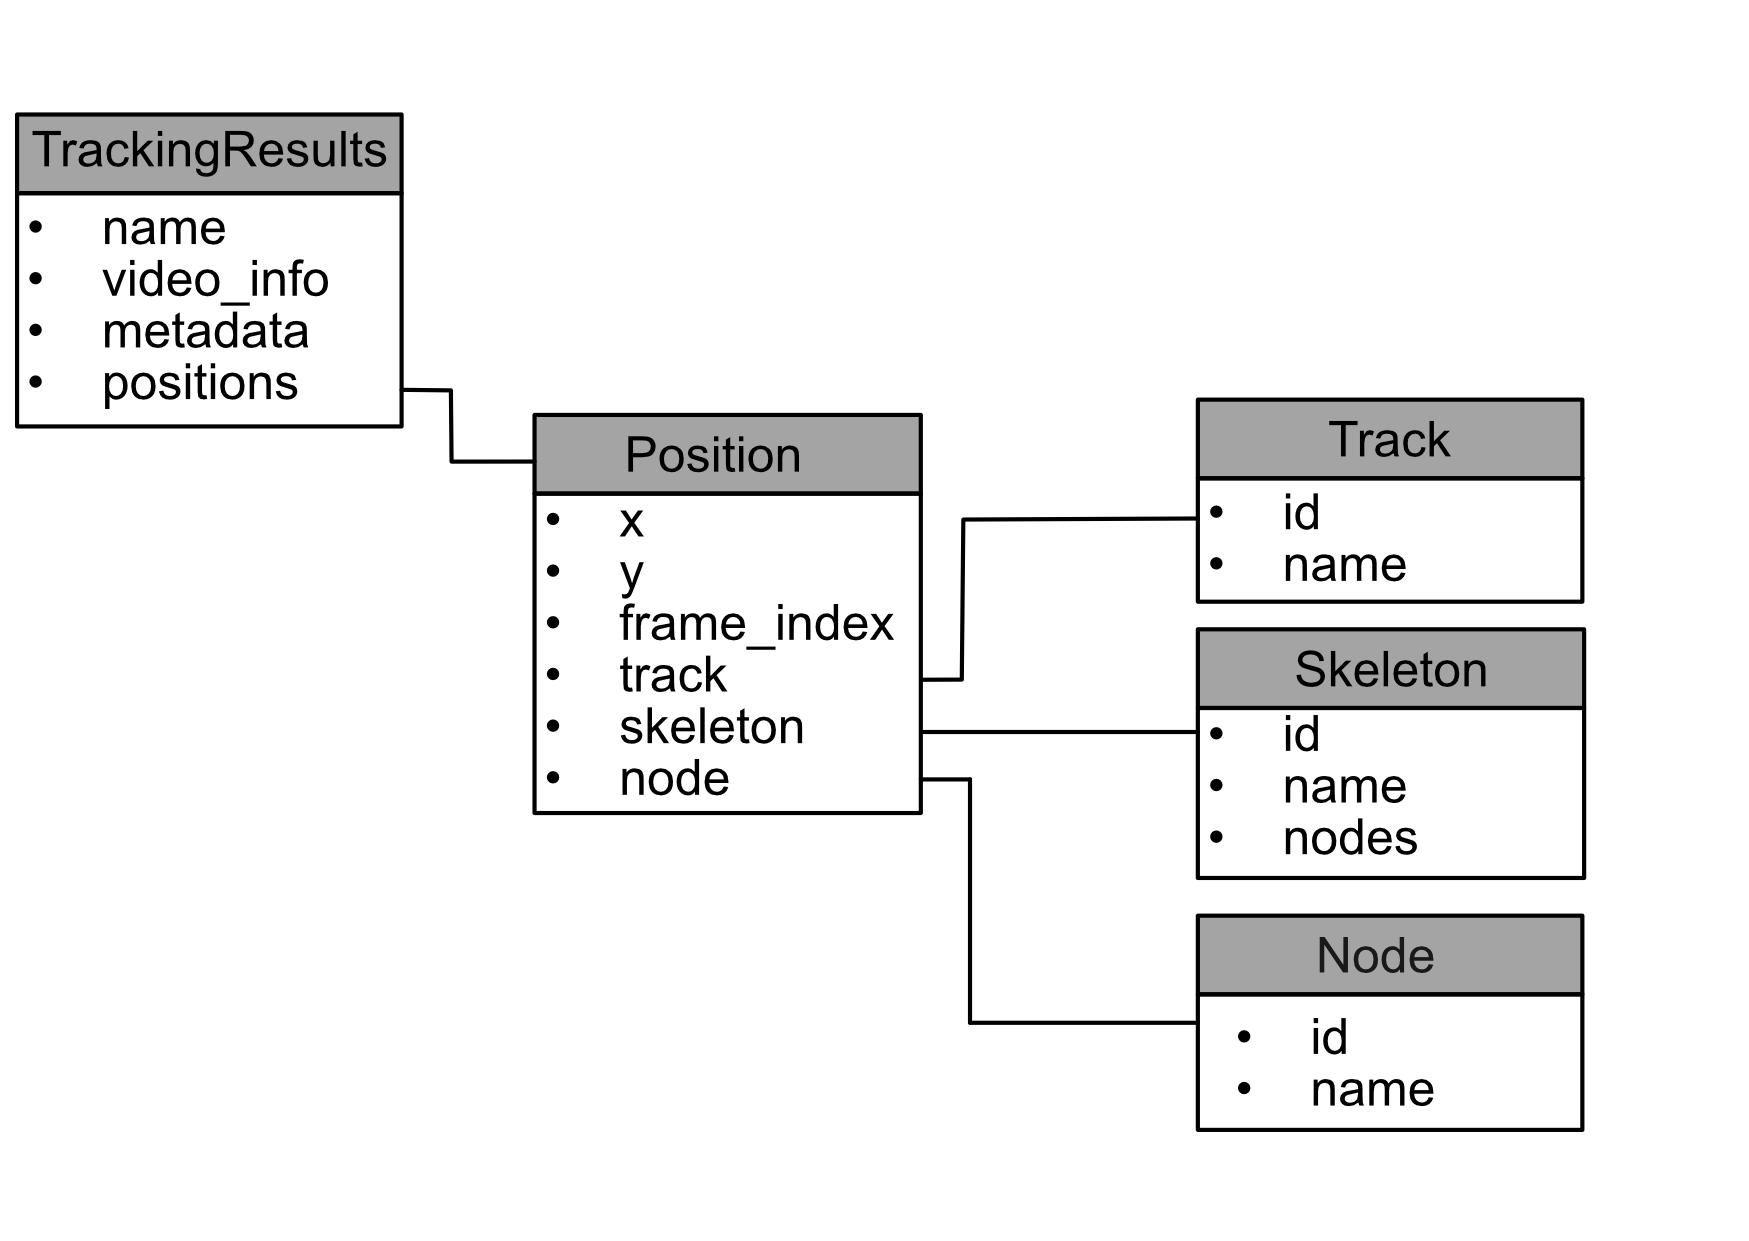 TrackingResults
• name
• video_info
• metadata
• positions
Position
• x
• y
• frame_index
• track
• skeleton
• node
Track
• id
• name
Skeleton
• id
• name
• nodes
Node
• id
• name